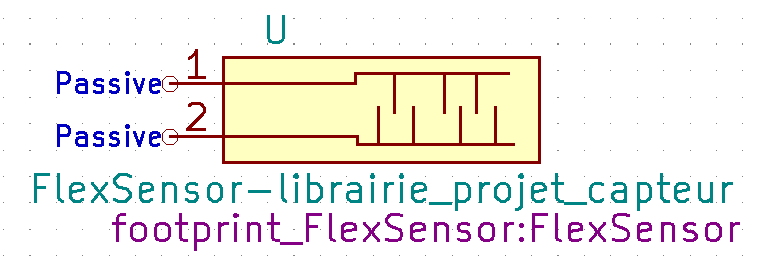 U
Passive 1
Passive 2
FlexSensor-librairie_projet_capteur
footprint_FlexSensor:FlexSensor